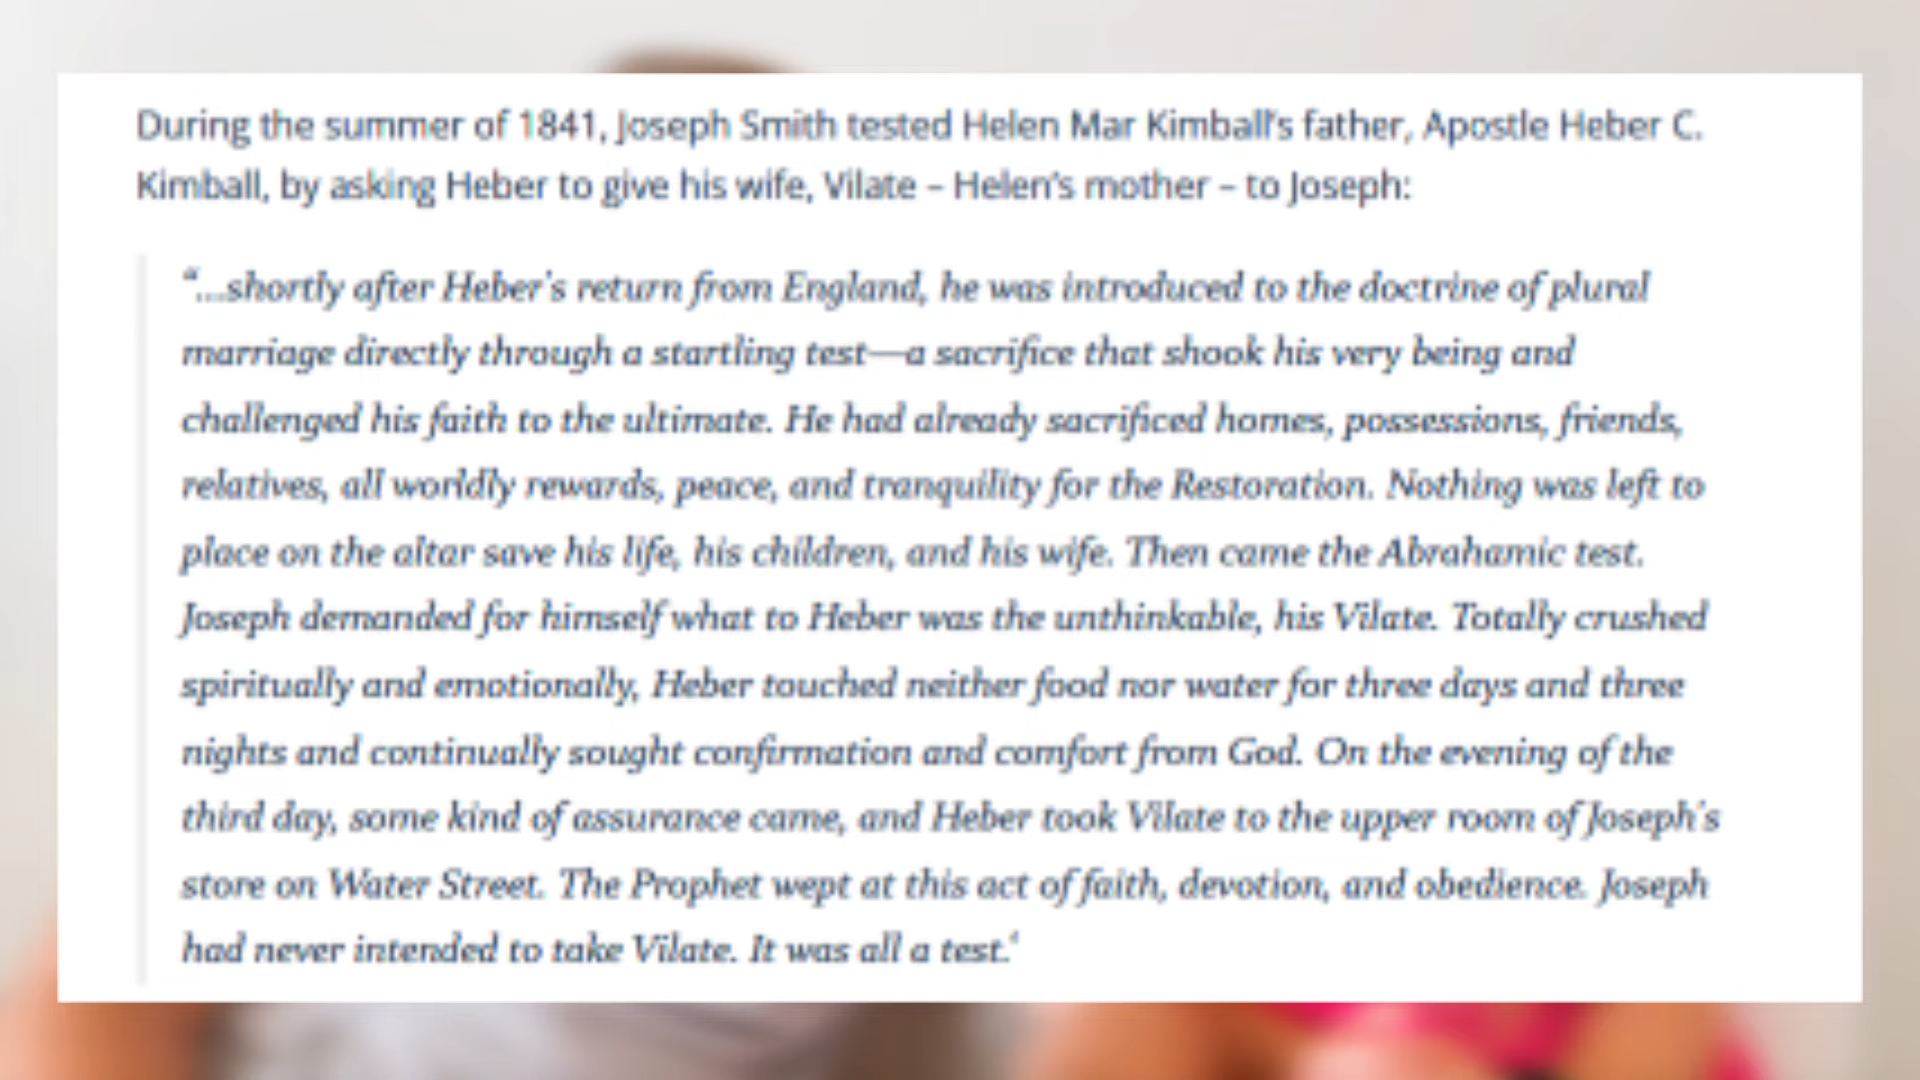 During the summer of 1841, Joseph Smith tested Helen Mar Kimball's father, Apostle Heber C.
Kimball, by asking Heber to give his wife, Vilate – Helen's mother – to Joseph:
“…shortly after Heber's return from England, he was introduced to the doctrine of plural
marriage directly through a startling test—a sacrifice that shook his very being and
challenged his faith to the ultimate. He had already sacrificed homes, possessions, friends,
relatives, all worldly rewards, peace, and tranquility for the Restoration. Nothing was left to
place on the altar save his life, his children, and his wife. Then came the Abrahamic test.
Joseph demanded for himself what to Heber was the unthinkable, his Vilate. Totally crushed
spiritually and emotionally, Heber touched neither food nor water for three days and three
nights and continually sought confirmation and comfort from God. On the evening of the
third day, some kind of assurance came, and Heber took Vilate to the upper room of Joseph's
store on Water Street. The Prophet wept at this act of faith, devotion, and obedience. Joseph
had never intended to take Vilate. It was all a test.‘